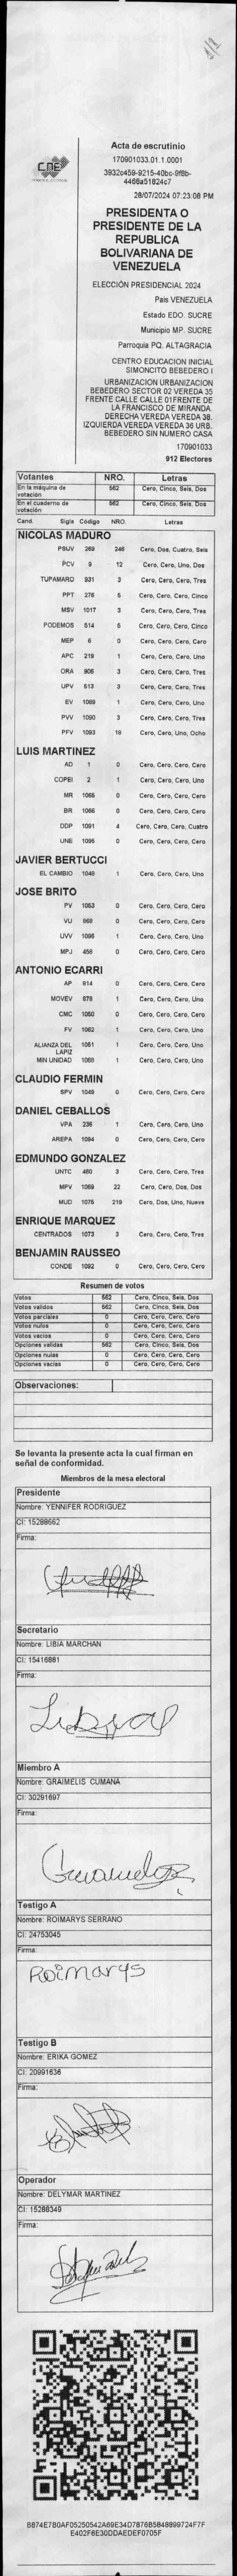 CNE
Acta de escrutinio
170901033.01.1.0001
3932c459-9215-40bc-9f8b-
4468a51824c7
28/07/2024 07:23:08 PM
PRESIDENTA O
PRESIDENTE DE LA
REPUBLICA
BOLIVARIANA DE
VENEZUELA
ELECCIÓN PRESIDENCIAL 2024
País VENEZUELA
Estado EDO. SUCRE
Municipio MP. SUCRE
Parroquia PQ. ALTAGRACIA
CENTRO EDUCACION INICIAL
SIMONCITO BEBEDERO I
URBANIZACION URBANIZACION
BEBEDERO SECTOR 02 VEREDA 35
FRENTE CALLE CALLE 01FRENTE DE
LA FRANCISCO DE MIRANDA.
DERECHA VEREDA VEREDA 38.
IZQUIERDA VEREDA VEREDA 36 URB.
BEBEDERO SIN NUMERO CASA
170901033
912 Electores
Votantes NRO. Letras
En la máquina de votación 562 Cero, Cinco, Seis, Dos
En el cuaderno de votación 562 Cero, Cinco, Seis, Dos
Cand. Sigla Código NRO. Letras
NICOLAS MADURO
PSUV 269 246 Cero, Dos, Cuatro, Seis
PCV 9 12 Cero, Cero, Uno, Dos
TUPAMARO 931 3 Cero, Cero, Cero, Tres
PPT 276 5 Cero, Cero, Cero, Cinco
MSV 1017 3 Cero, Cero, Cero, Tres
PODEMOS 514 5 Cero, Cero, Cero, Cinco
MEP 6 0 Cero, Cero, Cero, Cero
APC 219 1 Cero, Cero, Cero, Uno
ORA 906 3 Cero, Cero, Cero, Tres
UPV 513 3 Cero, Cero, Cero, Tres
EV 1089 1 Cero, Cero, Cero, Uno
PVV 1090 3 Cero, Cero, Cero, Tres
PFV 1093 18 Cero, Cero, Uno, Ocho
LUIS MARTINEZ
AD 1 0 Cero, Cero, Cero, Cero
COPEI 2 1 Cero, Cero, Cero, Uno
MR 1065 0 Cero, Cero, Cero, Cero
BR 1066 0 Cero, Cero, Cero, Cero
DDP 1091 4 Cero, Cero, Cero, Cuatro
UNE 1095 0 Cero, Cero, Cero, Cero
JAVIER BERTUCCI
EL CAMBIO 1048 1 Cero, Cero, Cero, Uno
JOSE BRITO
PV 1053 0 Cero, Cero, Cero, Cero
VU 868 0 Cero, Cero, Cero, Cero
UVV 1096 1 Cero, Cero, Cero, Uno
MPJ 458 0 Cero, Cero, Cero, Cero
ANTONIO ECARRI
AP 814 0 Cero, Cero, Cero, Cero
MOVEV 878 1 Cero, Cero, Cero, Uno
CMC 1050 0 Cero, Cero, Cero, Cero
FV 1082 1 Cero, Cero, Cero, Uno
ALIANZA DEL LAPIZ 1051 1 Cero, Cero, Cero, Uno
MIN UNIDAD 1069 1 Cero, Cero, Cero, Uno
CLAUDIO FERMIN
SPV 1049 0 Cero, Cero, Cero, Cero
DANIEL CEBALLOS
VPA 236 1 Cero, Cero, Cero, Uno
AREPA 1094 0 Cero, Cero, Cero, Cero
EDMUNDO GONZALEZ
UNTC 460 3 Cero, Cero, Cero, Tres
MPV 1069 22 Cero, Cero, Dos, Dos
MUD 1075 219 Cero, Dos, Uno, Nueve
ENRIQUE MARQUEZ
CENTRADOS 1073 3 Cero, Cero, Cero, Tres
BENJAMIN RAUSSEO
CONDE 1092 0 Cero, Cero, Cero, Cero
Resumen de votos
Votos 562 Cero, Cinco, Seis, Dos
Votos validos 562 Cero, Cinco, Seis, Dos
Votos parciales 0 Cero, Cero, Cero, Cero
Votos nulos 0 Cero, Cero, Cero, Cero
Votos vacios 0 Cero, Cero, Cero, Cero
Opciones validas 562 Cero, Cinco, Seis, Dos
Opciones nulas 0 Cero, Cero, Cero, Cero
Opciones vacias 0 Cero, Cero, Cero, Cero
Observaciones:
Se levanta la presente acta la cual firman en
señal de conformidad.
Miembros de la mesa electoral
Presidente
Nombre: YENNIFER RODRIGUEZ
CI: 15288662
Firma:
Secretario
Nombre: LIBIA MARCHAN
CI: 15416881
Firma:
Miembro A
Nombre: GRAIMELIS CUMANA
CI: 30291697
Firma:
Testigo A
Nombre: ROIMARYS SERRANO
CI: 24753045
Firma:
Roimarys
Testigo B
Nombre: ERIKA GOMEZ
CI: 20991636
Firma:
Operador
Nombre: DELYMAR MARTINEZ
CI: 15288349
Firma:
B874E7B0AF05250542A69E34D7876B5848899724F7F
E402F6E30DDAEDEF0705F